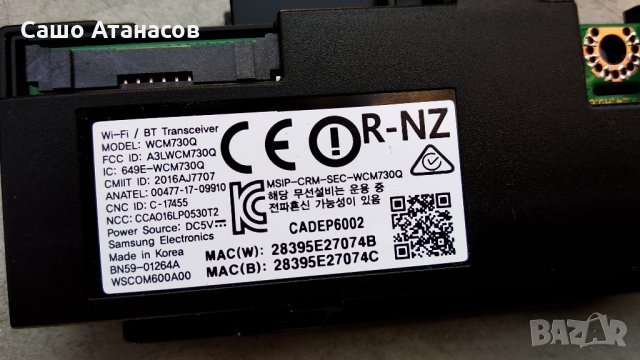 Сашо Атанасов
Wi-Fi / BT Transceiver
MODEL: WCM730Q
FCC ID: A3LWCM730Q
IC: 649E-WCM730Q
CMIIT ID: 2016AJ7707
ANATEL: 00477-17-09910
CNC ID: C-17455
NCC: CCAO16LP0530T2
Power Source: DC5V
Samsung Electronics
Made in Korea
BN59-01264A
WSCOM600A00
CE R-NZ
MSIP-CRM-SEC-WCM730Q
해당 무선설비는 운용 중
전파혼신 가능성이 있음
CADEP6002
MAC(W): 28395E27074B
MAC(B): 28395E27074C
BAZAR